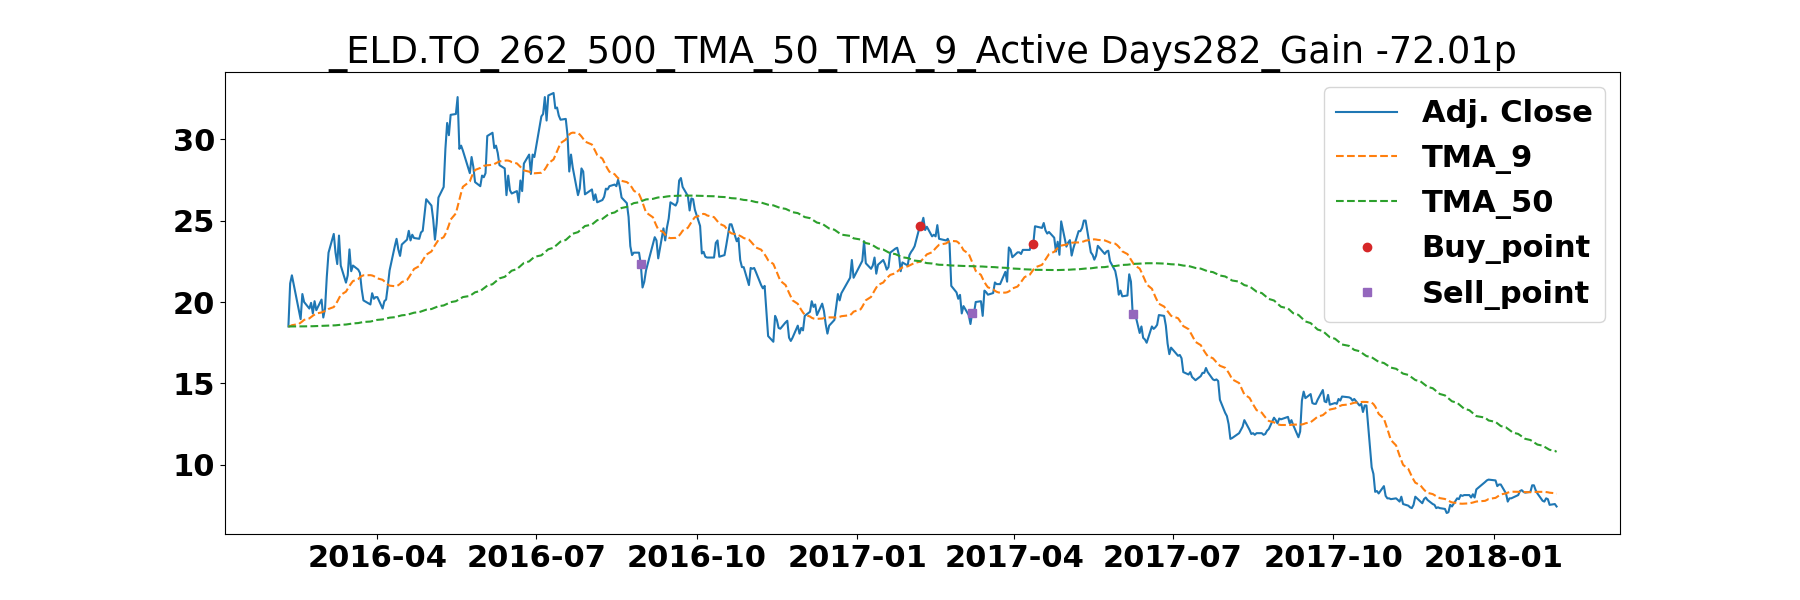 _ELD.TO_262_500_TMA_50_TMA_9_Active Days282_Gain -72.01p
30
25
20
15
10
Adj. Close
TMA_9
TMA_50
Buy_point
Sell_point
2016-04 2016-07 2016-10 2017-01 2017-04 2017-07 2017-10 2018-01